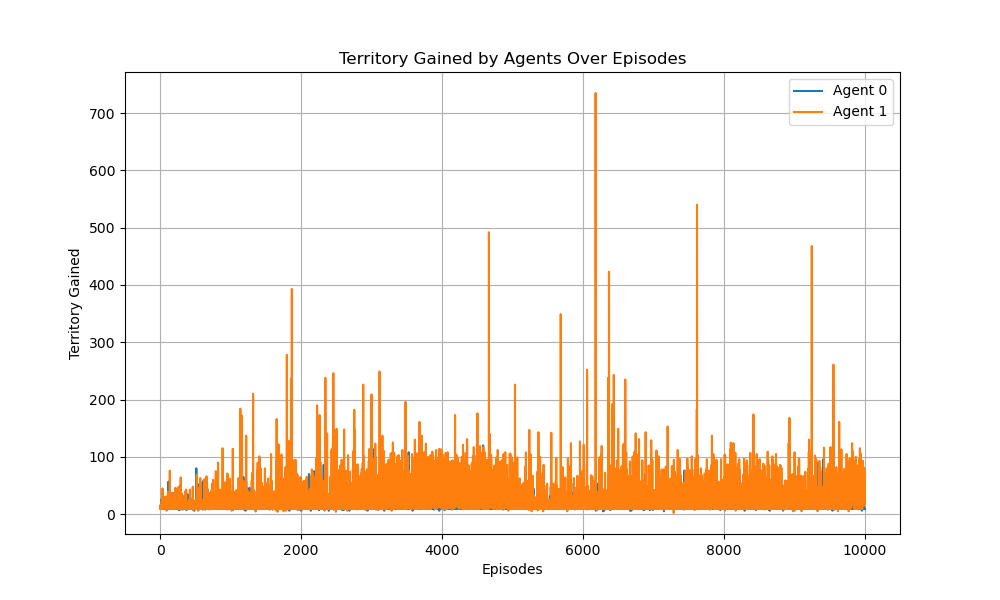 Territory Gained by Agents Over Episodes
Agent 0
Agent 1
Territory Gained
700
600
500
400
300
200
100
0
0 2000 4000 6000 8000 10000
Episodes